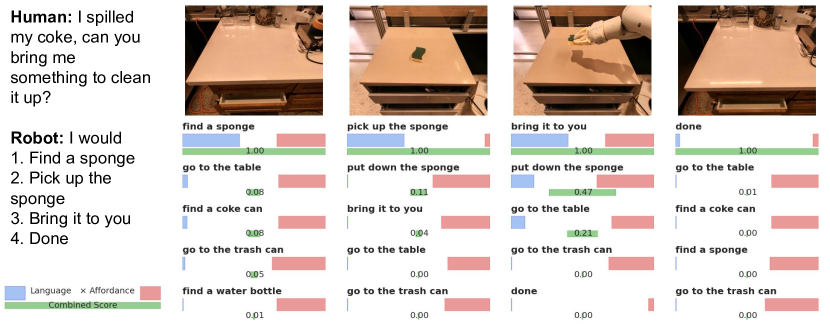 Human: I spilled
my coke, can you
bring me
something to clean
it up?
Robot: I would
1. Find a sponge
2. Pick up the
sponge
3. Bring it to you
4. Done
Language × Affordance
Combined Score
find a sponge
1.00
go to the table
0.08
find a coke can
0.08
go to the trash can
0.05
find a water bottle
0.01
pick up the sponge
1.00
put down the sponge
0.11
bring it to you
0.04
go to the table
0.00
go to the trash can
0.00
bring it to you
1.00
put down the sponge
0.47
go to the table
0.21
go to the trash can
0.00
done
0.00
done
1.00
go to the table
0.01
find a coke can
0.00
find a sponge
0.00
go to the trash can
0.00